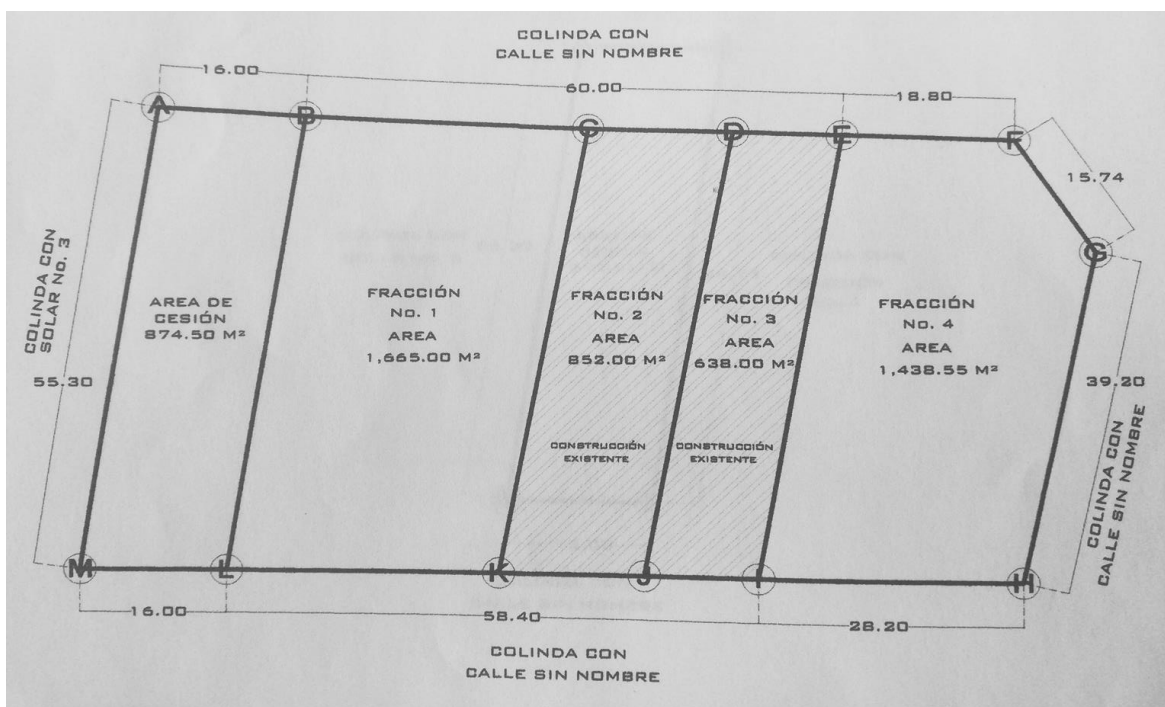 COLINDA CON
CALLE SIN NOMBRE
16.00
60.00
18.80
A
B
C
D
E
F
15.74
G
COLINDA CON
SOLAR No. 3
55.30
AREA DE
CESIÓN
874.50 M²
FRACCIÓN
No. 1
AREA
1,665.00 M²
FRACCIÓN
No. 2
AREA
852.00 M²
FRACCIÓN
No. 3
AREA
638.00 M²
FRACCIÓN
No. 4
AREA
1,438.55 M²
39.20
CONSTRUCCIÓN
EXISTENTE
CONSTRUCCIÓN
EXISTENTE
COLINDA CON
CALLE SIN NOMBRE
M
L
K
J
I
H
16.00
58.40
28.20
COLINDA CON
CALLE SIN NOMBRE